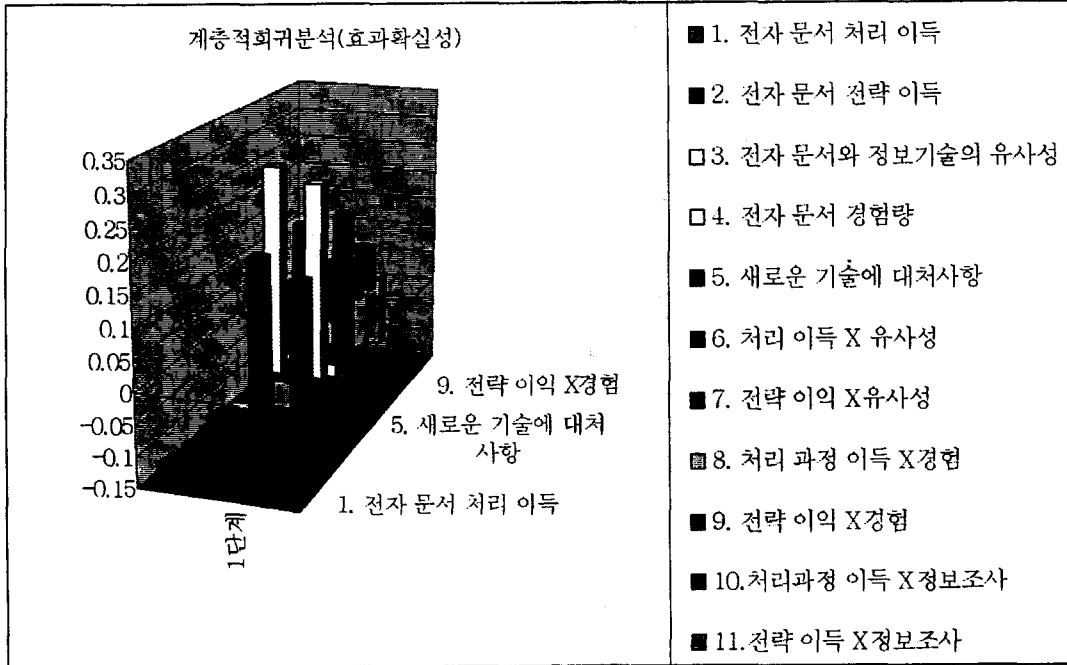 계층적회귀분석(효과확실성)
0.35
0.3
0.25
0.2
0.15
0.1
0.05
0
-0.05
-0.1
-0.15
1단계
9. 전략 이익 X경험
5. 새로운 기술에 대처
사항
1. 전자 문서 처리 이득
1. 전자 문서 처리 이득
2. 전자 문서 전략 이득
3. 전자 문서와 정보기술의 유사성
4. 전자 문서 경험량
5. 새로운 기술에 대처사항
6. 처리 이득 X 유사성
7. 전략 이익 X유사성
8. 처리 과정 이득 X경험
9. 전략 이익 X경험
10.처리과정 이득 X정보조사
11.전략 이득 X정보조사